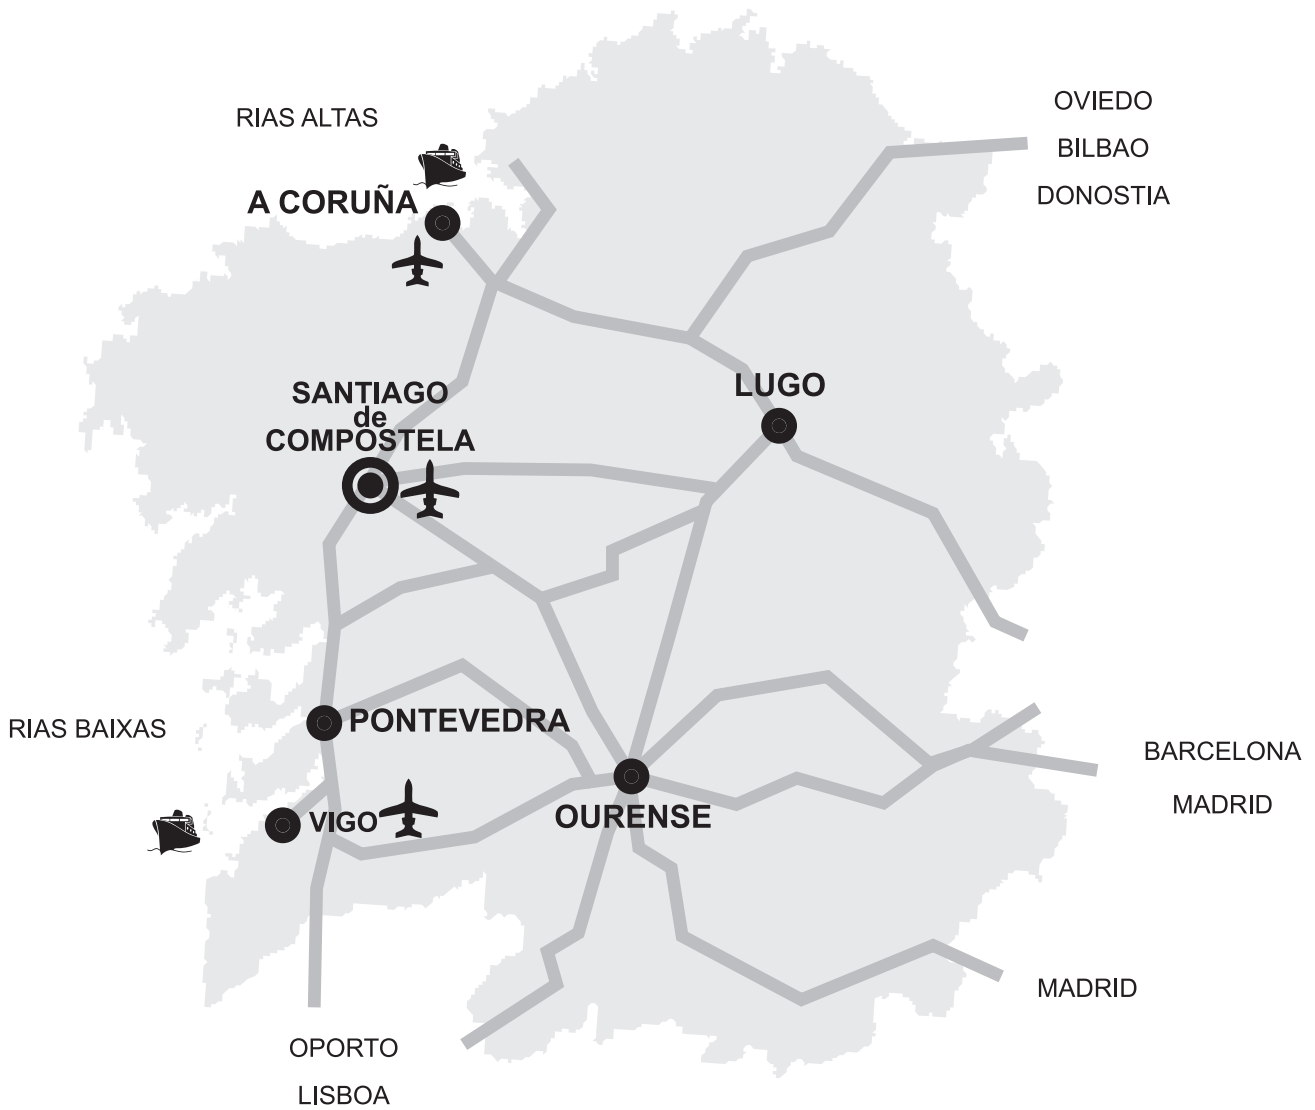 RIAS ALTAS
OVIEDO
BILBAO
DONOSTIA
A CORUÑA
SANTIAGO
de
COMPOSTELA
LUGO
RIAS BAIXAS
PONTEVEDRA
VIGO
OURENSE
BARCELONA
MADRID
MADRID
OPORTO
LISBOA